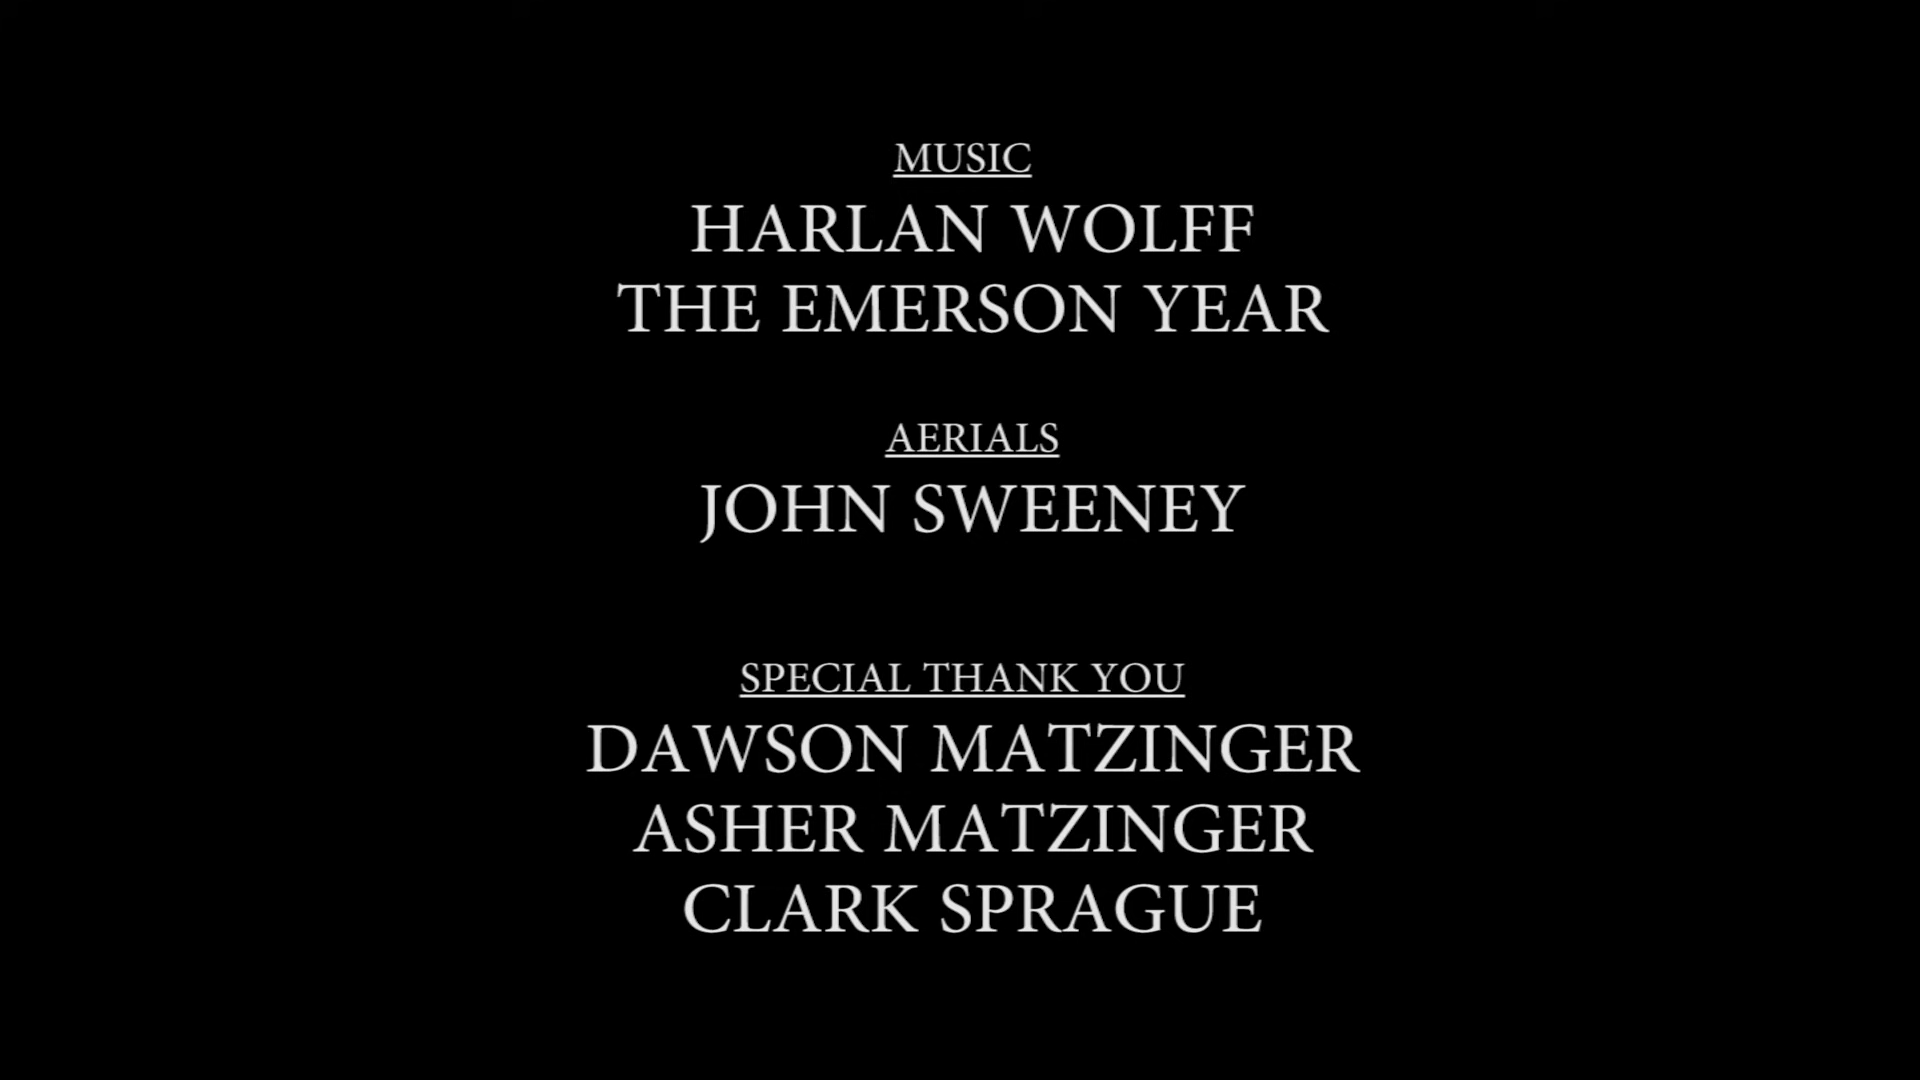 MUSIC
HARLAN WOLFF
THE EMERSON YEAR
AERIALS
JOHN SWEENEY
SPECIAL THANK YOU
DAWSON MATZINGER
ASHER MATZINGER
CLARK SPRAGUE